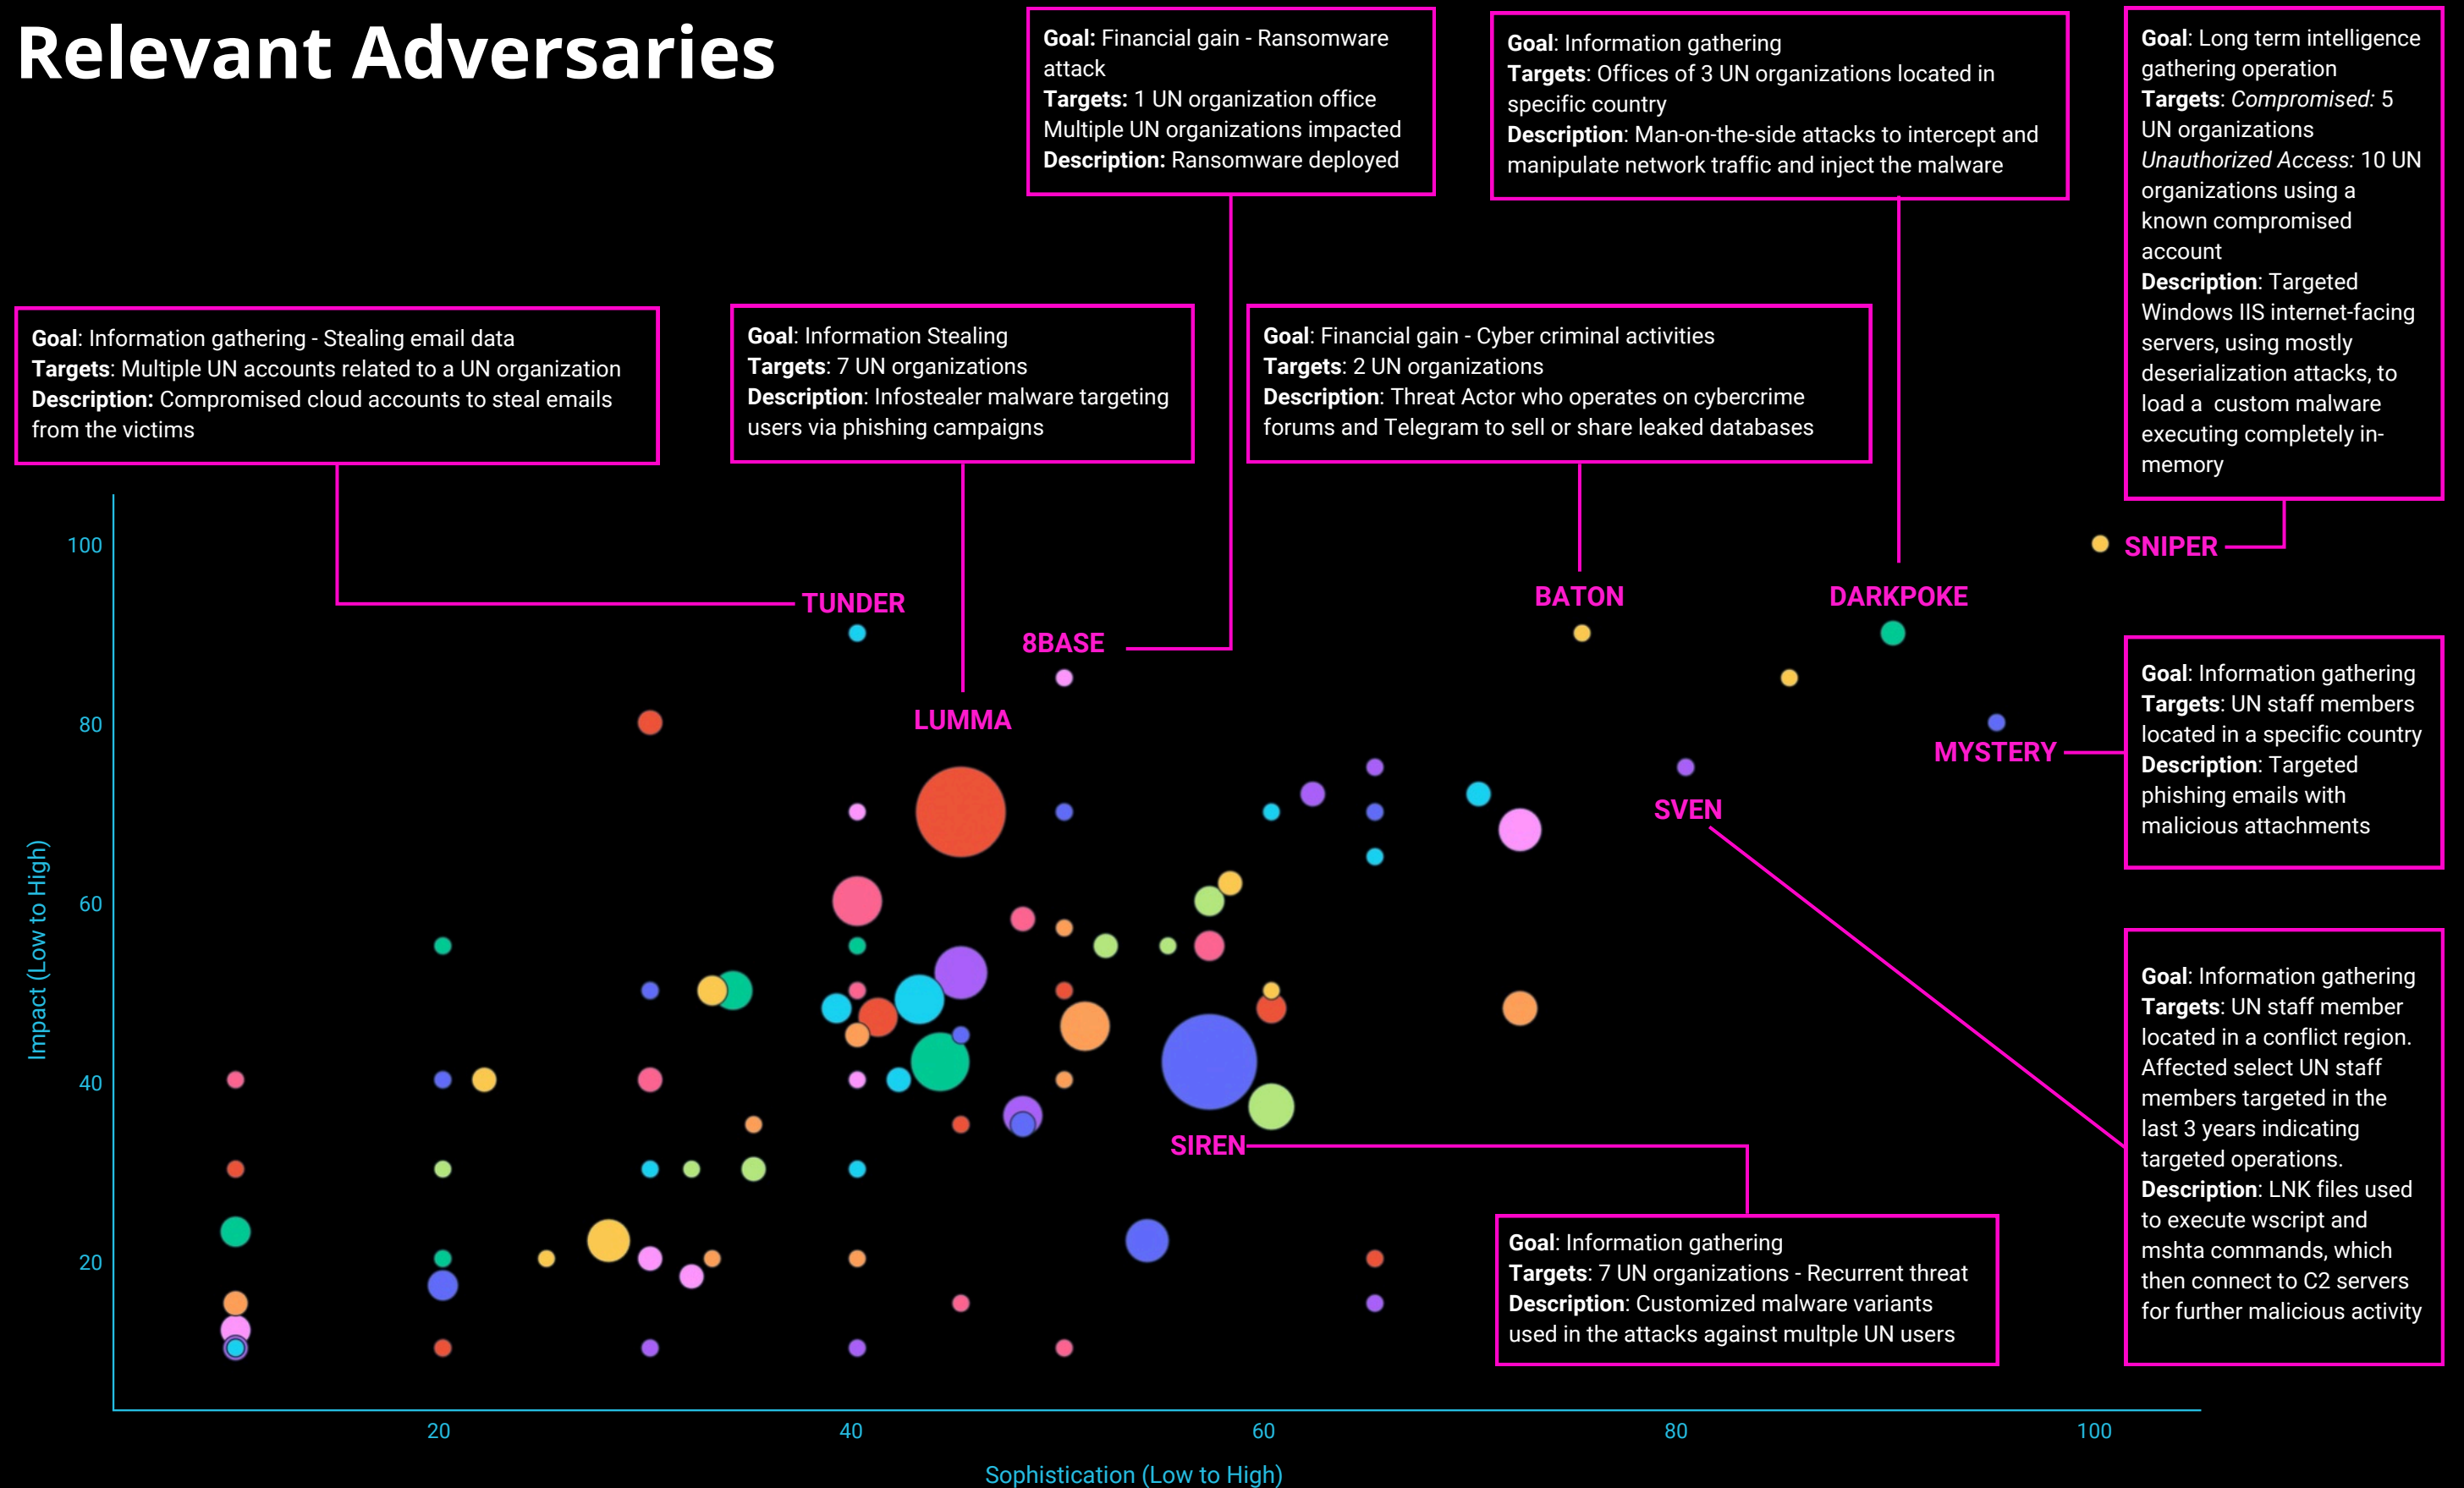 Relevant Adversaries
Goal: Financial gain - Ransomware
attack
Targets: 1 UN organization office
Multiple UN organizations impacted
Description: Ransomware deployed
Goal: Information gathering
Targets: Offices of 3 UN organizations located in
specific country
Description: Man-on-the-side attacks to intercept and
manipulate network traffic and inject the malware
Goal: Long term intelligence
gathering operation
Targets: Compromised: 5
UN organizations
Unauthorized Access: 10 UN
organizations using a
known compromised
account
Description: Targeted
Windows IIS internet-facing
servers, using mostly
deserialization attacks, to
load a  custom malware
executing completely in-
memory
Goal: Information gathering - Stealing email data
Targets: Multiple UN accounts related to a UN organization
Description: Compromised cloud accounts to steal emails
from the victims
Goal: Information Stealing
Targets: 7 UN organizations
Description: Infostealer malware targeting
users via phishing campaigns
Goal: Financial gain - Cyber criminal activities
Targets: 2 UN organizations
Description: Threat Actor who operates on cybercrime
forums and Telegram to sell or share leaked databases
100
SNIPER
TUNDER
BATON
DARKPOKE
8BASE
LUMMA
80
MYSTERY
Goal: Information gathering
Targets: UN staff members
located in a specific country
Description: Targeted
phishing emails with
malicious attachments
SVEN
60
Impact (Low to High)
40
Goal: Information gathering
Targets: UN staff member
located in a conflict region.
Affected select UN staff
members targeted in the
last 3 years indicating
targeted operations.
Description: LNK files used
to execute wscript and
mshta commands, which
then connect to C2 servers
for further malicious activity
SIREN
Goal: Information gathering
Targets: 7 UN organizations - Recurrent threat
Description: Customized malware variants
used in the attacks against multple UN users
20
20
40
60
80
100
Sophistication (Low to High)